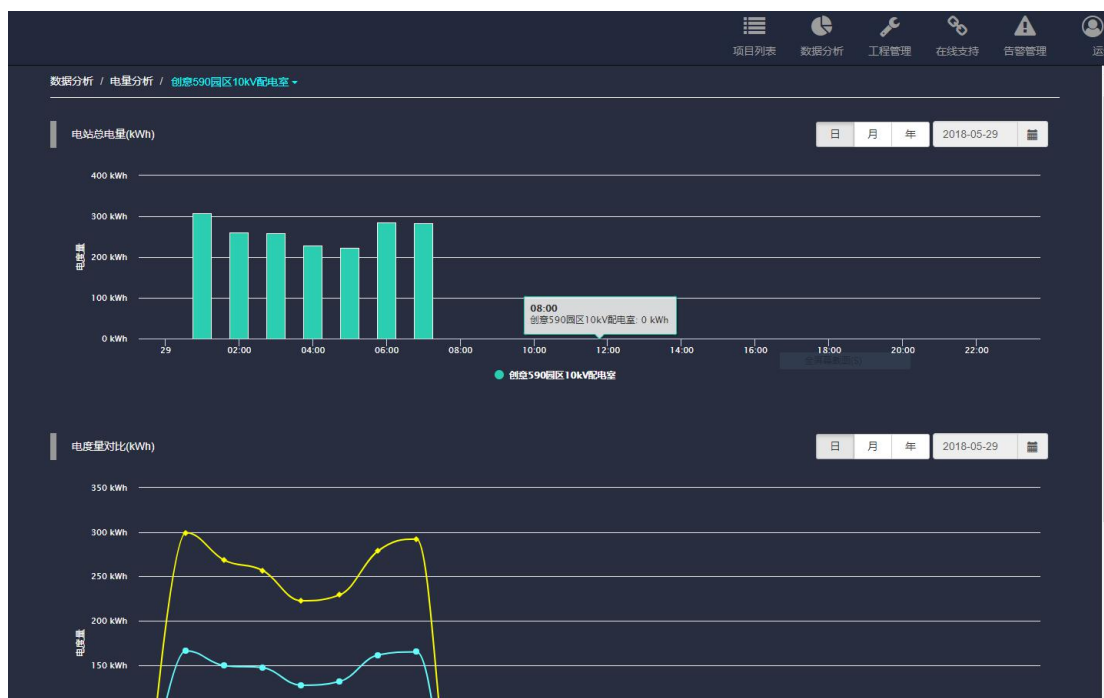 项目列表 数据分析 工程管理 在线支持 告警管理 运
数据分析 / 电量分析 / 创意590园区10kV配电室
电站总电量(kWh)
日 月 年 2018-05-29
400 kWh
300 kWh
200 kWh
100 kWh
0 kWh
电度量
08:00
创意590园区10kV配电室: 0 kWh
29 02:00 04:00 06:00 08:00 10:00 12:00 14:00 16:00 18:00 20:00 22:00
创意590园区10kV配电室
电度量对比(kWh)
日 月 年 2018-05-29
350 kWh
300 kWh
250 kWh
200 kWh
150 kWh
电度量